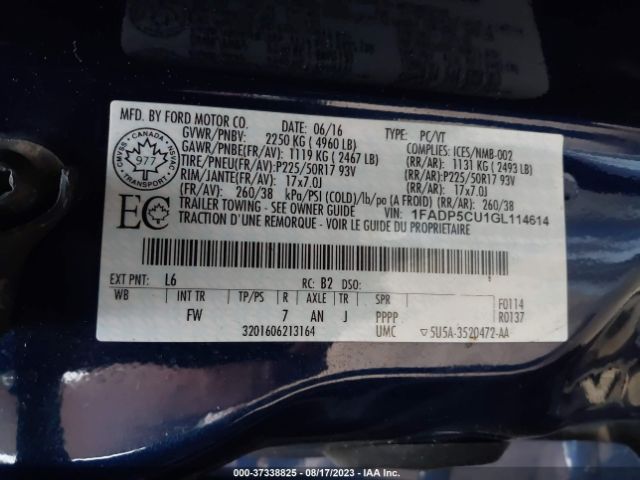 MFD. BY FORD MOTOR CO.
DATE: 06/16 TYPE: PC/VT
GVWR/PNBV: 2250 KG ( 4960 LB) COMPLIES: ICES/NMB-002
GAWR/PNBE(FR/AV): 1119 KG ( 2467 LB) (RR/AR): 1131 KG ( 2493 LB)
TIRE/PNEU(FR/AV): P225/50R17 93V (RR/AR): P225/50R17 93V
RIM/JANTE(FR/AV): 17x7.0J (RR/AR): 17x7.0J
(FR/AV): 260/38 kPa/PSI (COLD)/lb/po (A FROID) (RR/AR): 260/38
TRAILER TOWING - SEE OWNER GUIDE
TRACTION D'UNE REMORQUE - VOIR LE GUIDE DU PROPRIO
VIN: 1FADP5CU1GL114614
CANADA
CMVSS NSVAC
977
TRANSPORT
EC
EXT PNT: L6 RC: B2 DSO:
WB INT TR TP/PS R AXLE TR SPR F0114
FW 7 AN J PPPP R0137
3201606213164 UMC 5U5A-3520472-AA
000-37338825 / 08/17/2023 - IAA Inc.